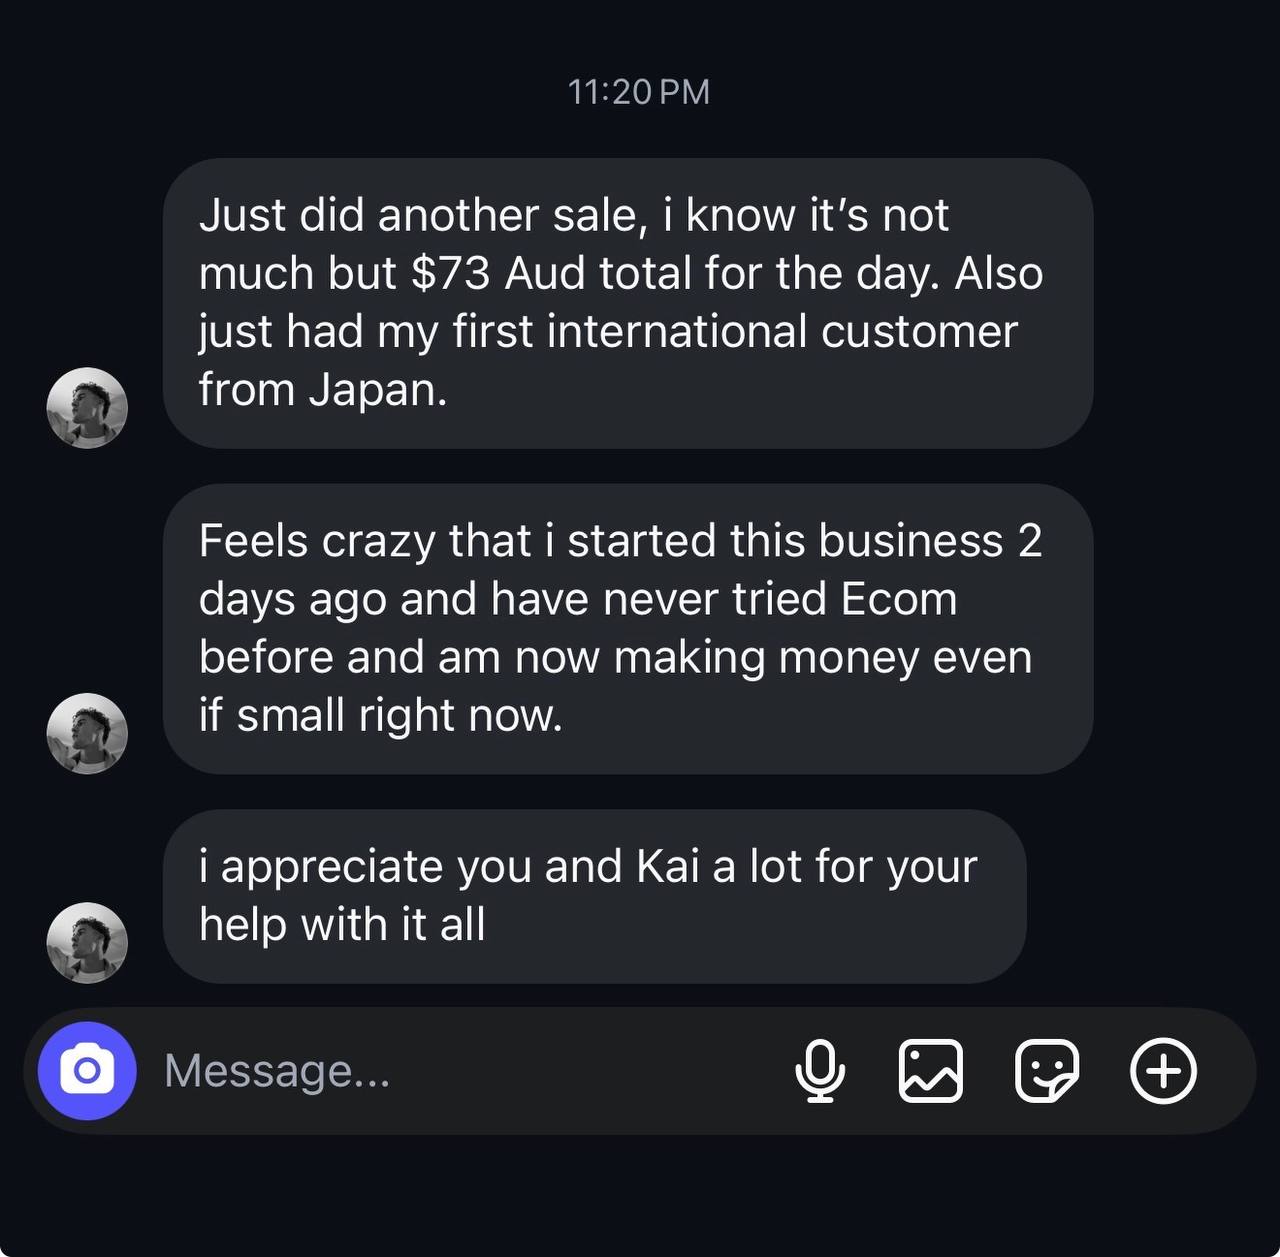 11:20 PM
Just did another sale, i know it’s not
much but $73 Aud total for the day. Also
just had my first international customer
from Japan.
Feels crazy that i started this business 2
days ago and have never tried Ecom
before and am now making money even
if small right now.
i appreciate you and Kai a lot for your
help with it all
Message...